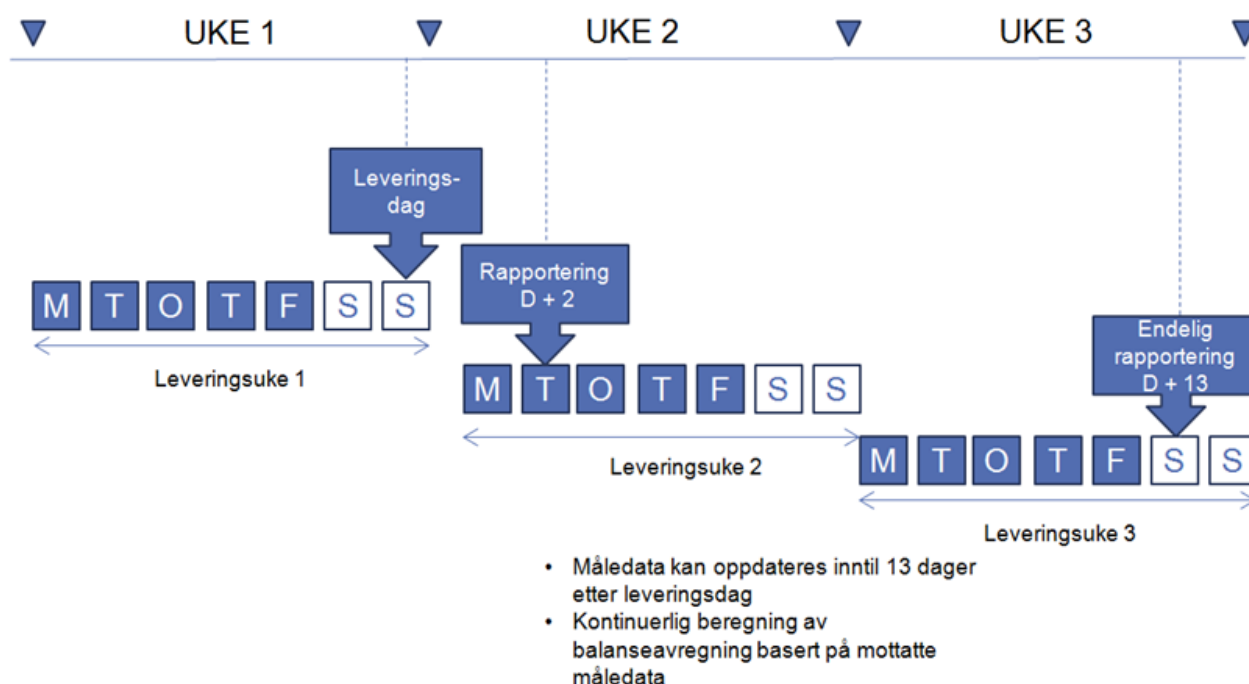 UKE 1
UKE 2
UKE 3
Leverings-
dag
Rapportering
D + 2
Endelig
rapportering
D + 13
M T O T F S S
Leveringsuke 1
M T O T F S S
Leveringsuke 2
M T O T F S S
Leveringsuke 3
• Måledata kan oppdateres inntil 13 dager
etter leveringsdag
• Kontinuerlig beregning av
balanseavregning basert på mottatte
måledata